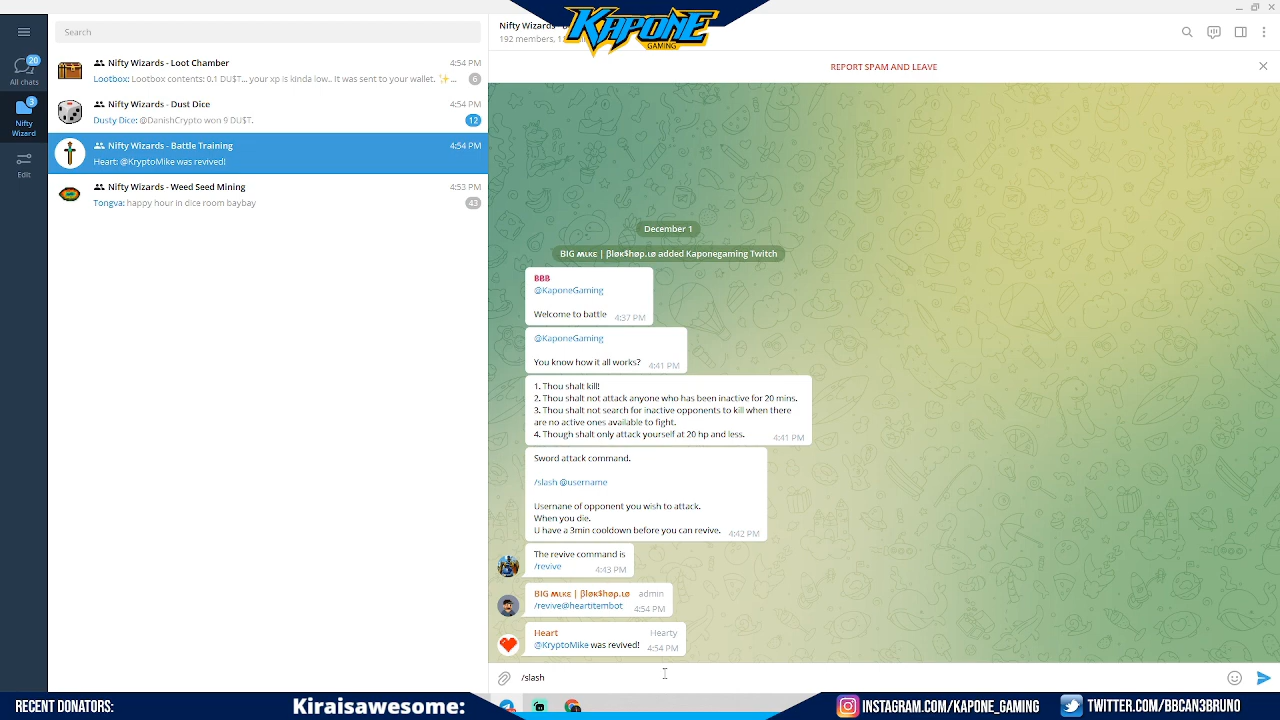 KAPONE
GAMING
Search
20
All chats
3
Nifty
Wizard
Edit
Nifty Wizards - Loot Chamber
4:54 PM
Lootbox: Lootbox contents: 0.1 DU$T... your xp is kinda low.. It was sent to your wallet. ✨...
6
Nifty Wizards - Dust Dice
4:54 PM
Dusty Dice: @DanishCrypto won 9 DU$T.
12
Nifty Wizards - Battle Training
4:54 PM
Heart: @KryptoMike was revived!
Nifty Wizards - Weed Seed Mining
4:53 PM
Tongva: happy hour in dice room baybay
43
Nifty Wizards -
192 members,
REPORT SPAM AND LEAVE
December 1
BIG ᴍɩᴋᴇ | βløк$høρ.ɩø added Kaponegaming Twitch
BBB
@KaponeGaming
Welcome to battle 4:37 PM
@KaponeGaming
You know how it all works? 4:41 PM
1. Thou shalt kill!
2. Thou shalt not attack anyone who has been inactive for 20 mins.
3. Thou shalt not search for inactive opponents to kill when there
are no active ones available to fight.
4. Though shalt only attack yourself at 20 hp and less. 4:41 PM
Sword attack command.
/slash @username
Usernane of opponent you wish to attack.
When you die.
U have a 3min cooldown before you can revive. 4:42 PM
The revive command is
/revive 4:43 PM
BIG ᴍɩᴋᴇ | βløк$høρ.ɩø admin
/revive@heartitembot 4:54 PM
Heart Hearty
@KryptoMike was revived! 4:54 PM
/slash
RECENT DONATORS: Kiraisawesome: INSTAGRAM.COM/KAPONE_GAMING TWITTER.COM/BBCAN3BRUNO